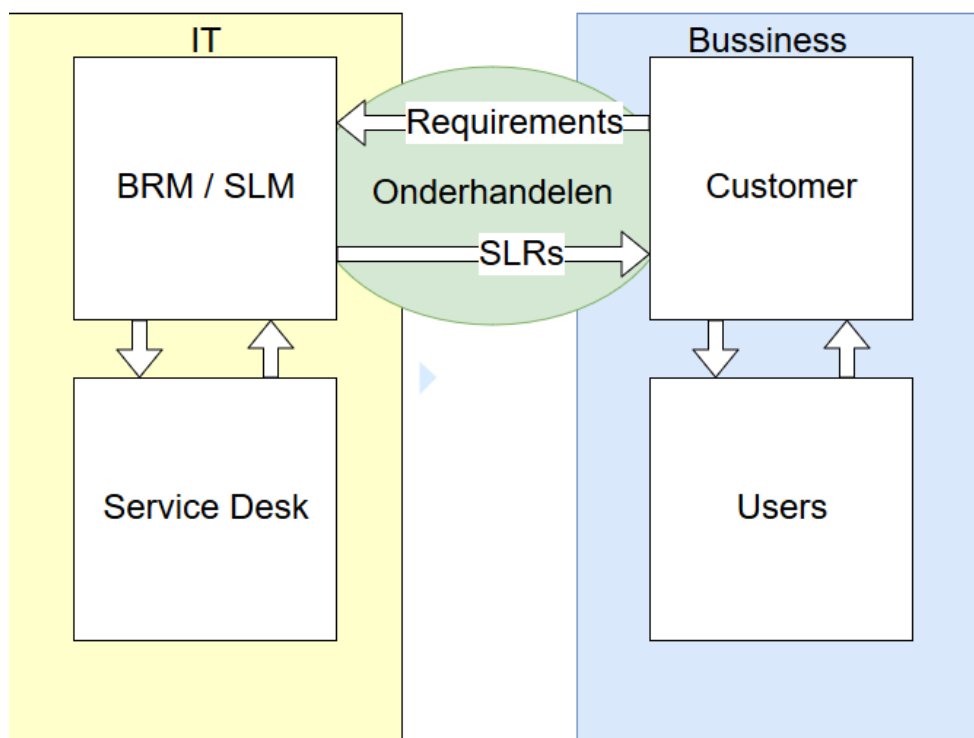 IT
Bussiness
BRM / SLM
Requirements
Onderhandelen
SLRs
Customer
Service Desk
Users